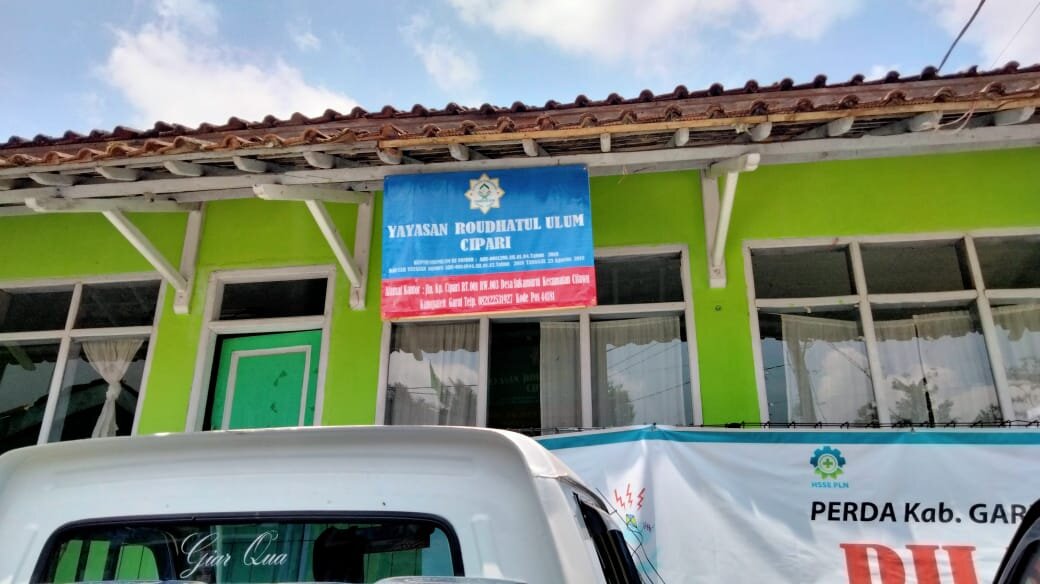 YAYASAN ROUDHATUL ULUM
CIPARI
Alamat Kantor : Jln. Kp. Cipari RT.001 RW.003 Desa Sukamurni Kecamatan Cilawu
Kabupaten Garut Telp. 082122531927 Kode Pos 44181
HSSE PLN
PERDA Kab. GAR
Giar Qua